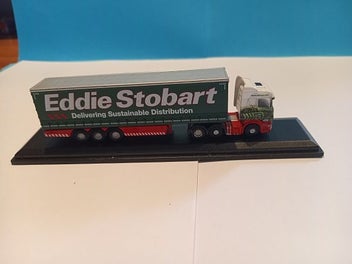 Eddie Stobart
Delivering Sustainable Distribution